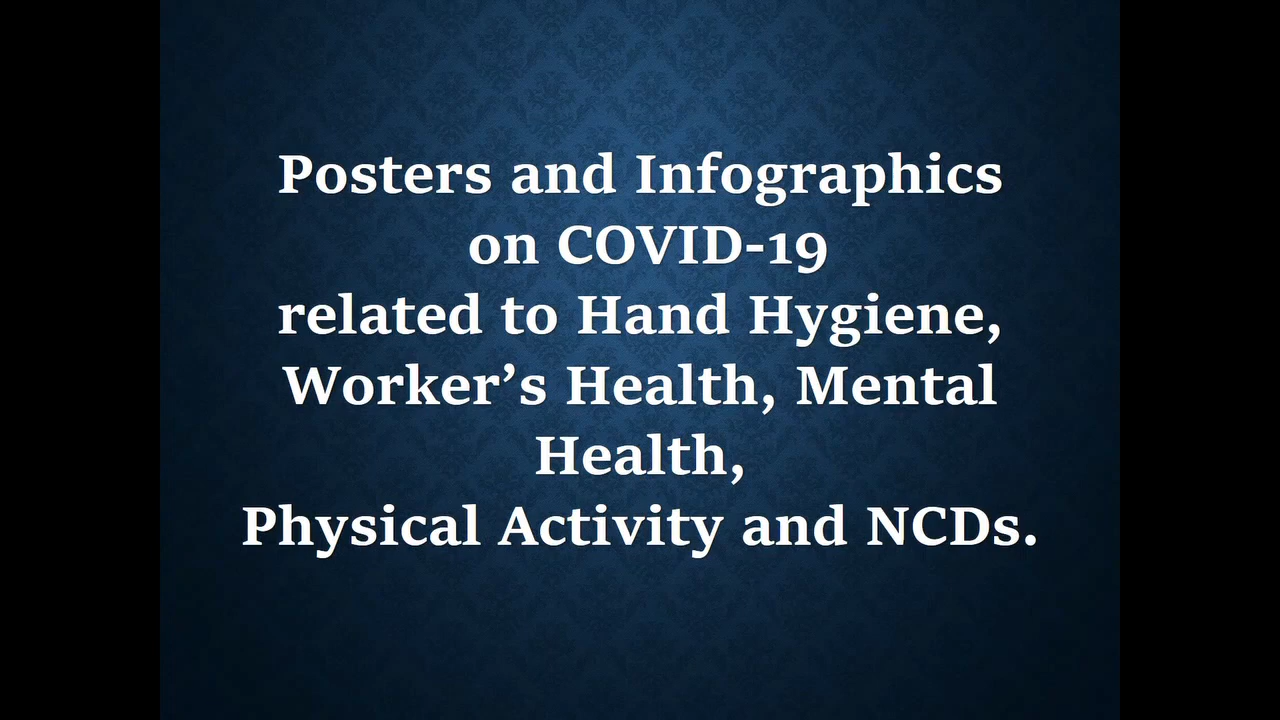 Posters and Infographics
on COVID-19
related to Hand Hygiene,
Worker’s Health, Mental
Health,
Physical Activity and NCDs.